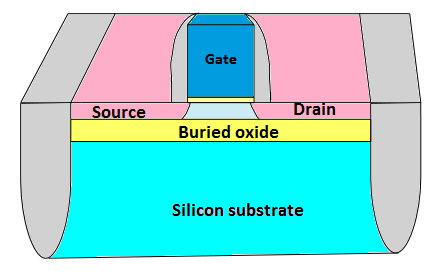 Gate
Source
Drain
Buried oxide
Silicon substrate